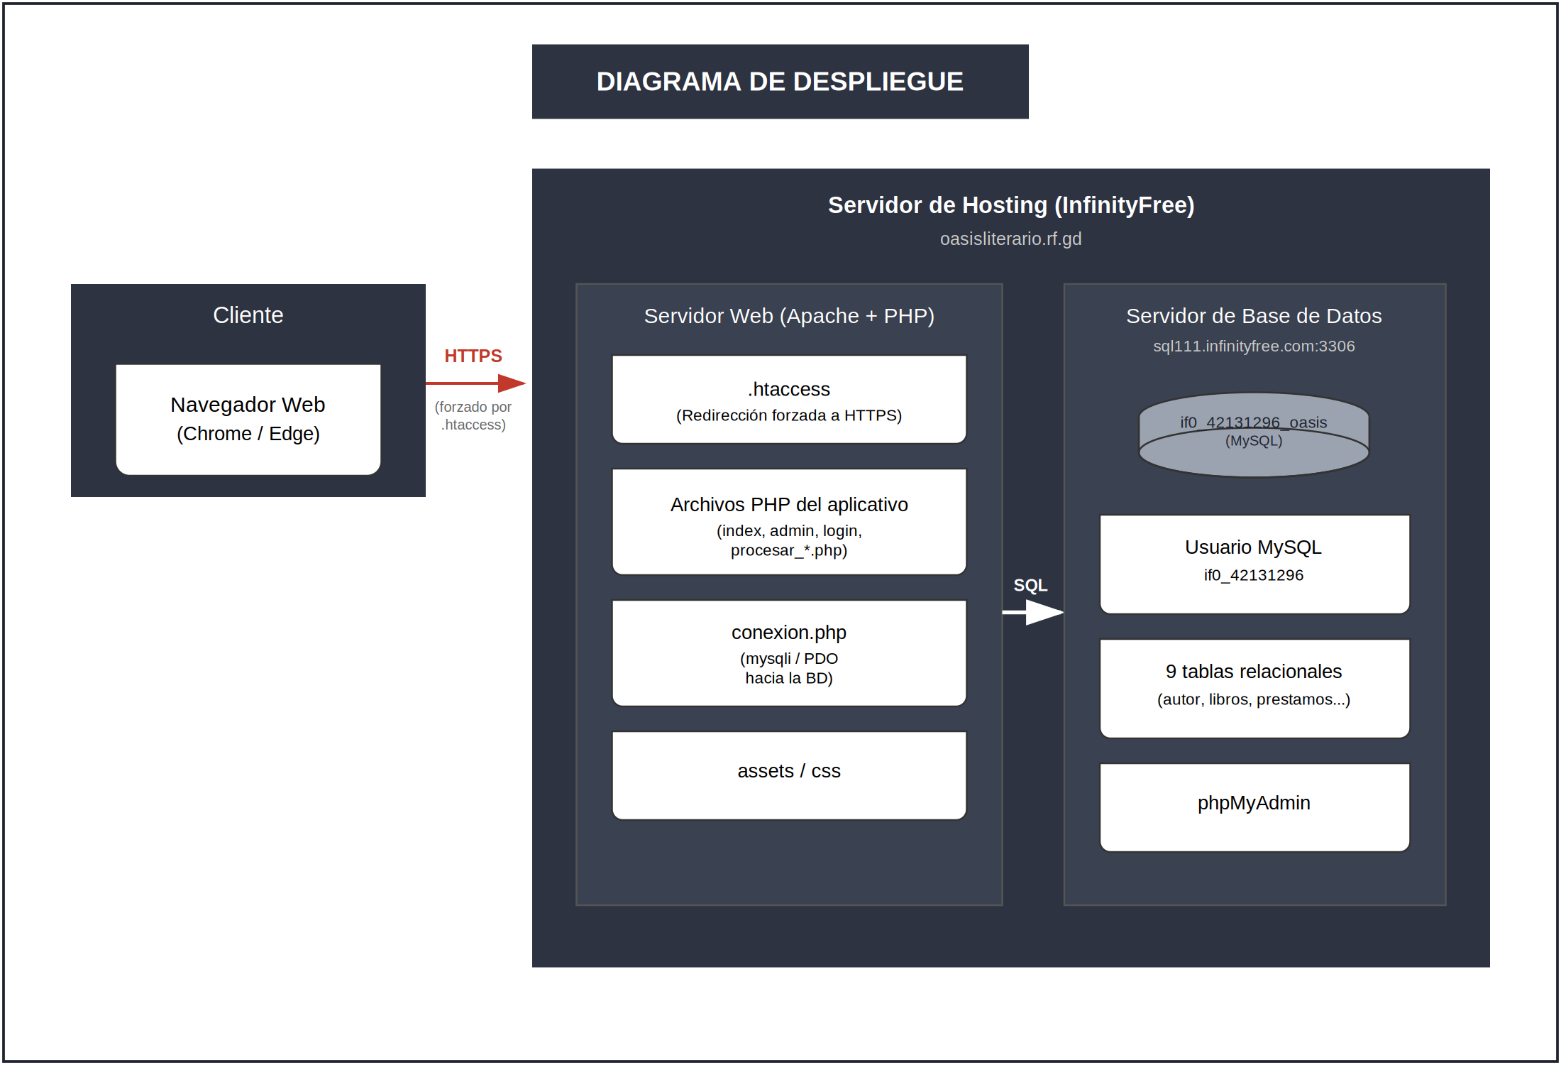 DIAGRAMA DE DESPLIEGUE
Servidor de Hosting (InfinityFree)
oasisliterario.rf.gd
Cliente
Navegador Web
(Chrome / Edge)
HTTPS
(forzado por
.htaccess)
Servidor Web (Apache + PHP)
.htaccess
(Redirección forzada a HTTPS)
Archivos PHP del aplicativo
(index, admin, login,
procesar_*.php)
conexion.php
(mysqli / PDO
hacia la BD)
assets / css
SQL
Servidor de Base de Datos
sql111.infinityfree.com:3306
if0_42131296_oasis
(MySQL)
Usuario MySQL
if0_42131296
9 tablas relacionales
(autor, libros, prestamos...)
phpMyAdmin